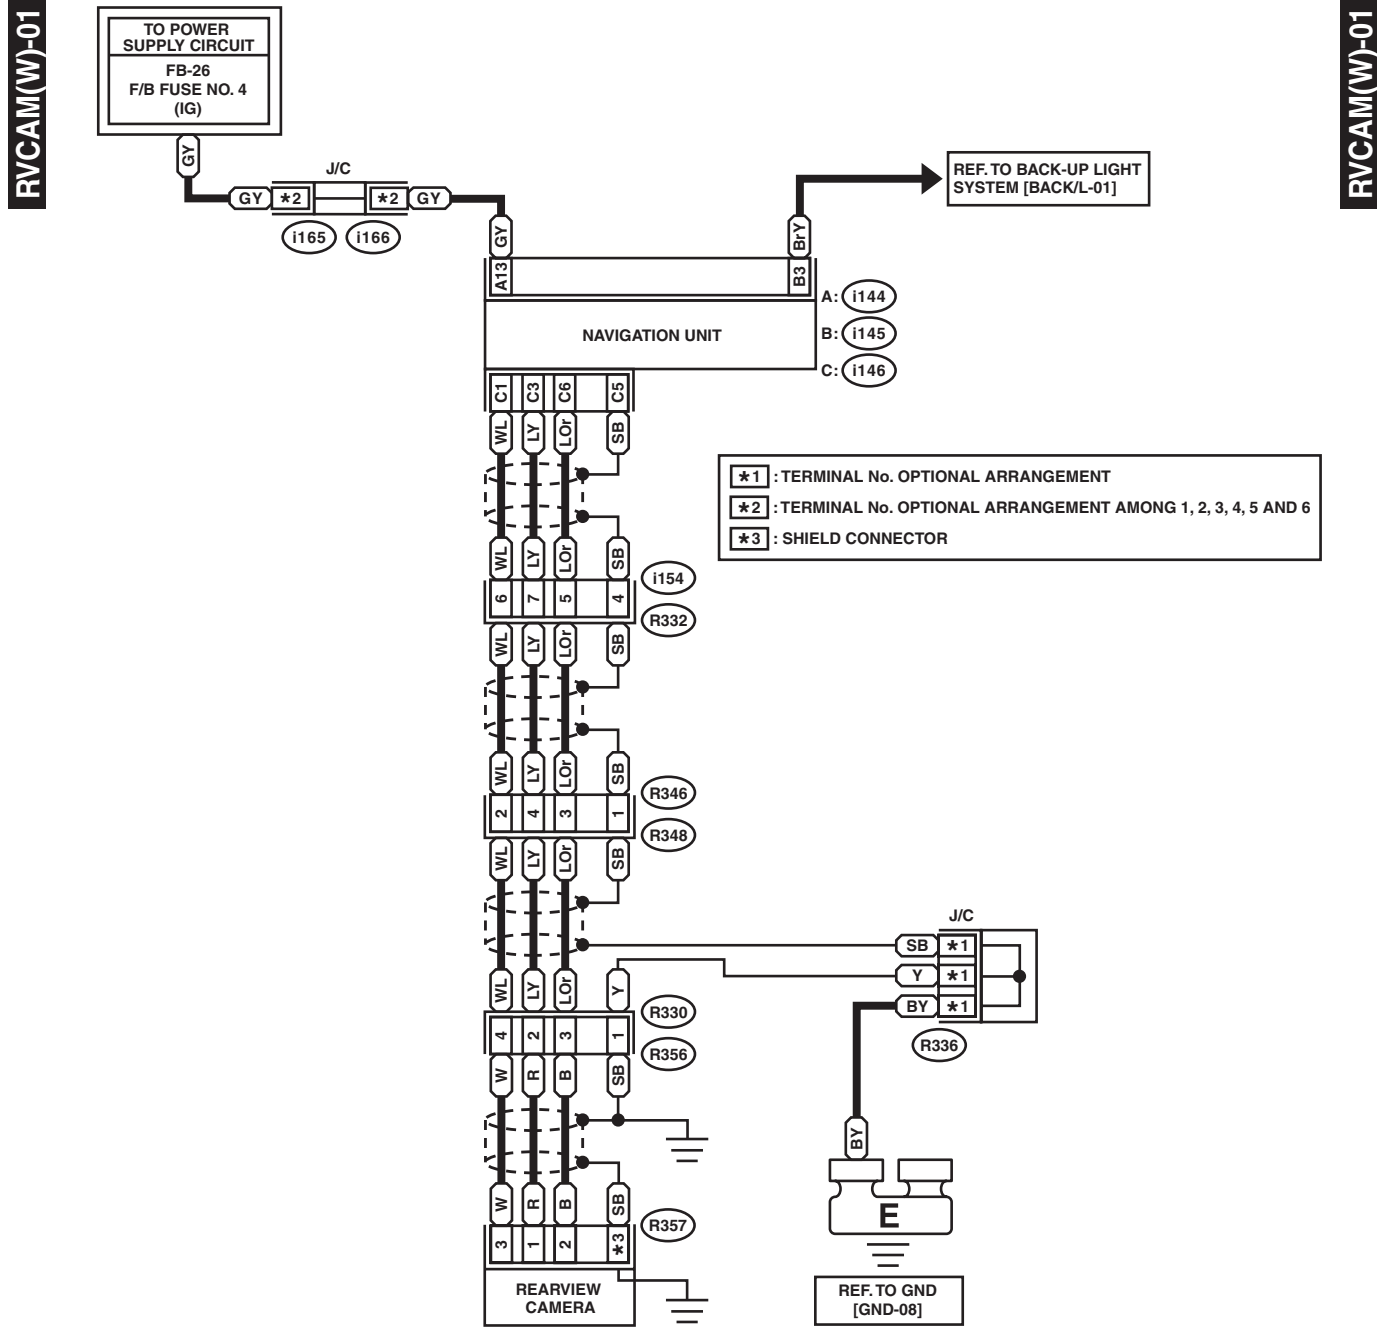 RVCAM(W)-01
RVCAM(W)-01
TO POWER
SUPPLY CIRCUIT
FB-26
F/B FUSE NO. 4
(IG)
GY
J/C
GY *2 *2 GY
i165 i166
GY
BrY
REF. TO BACK-UP LIGHT
SYSTEM [BACK/L-01]
A13
B3
A: i144
NAVIGATION UNIT
B: i145
C: i146
C1 C3 C6 C5
WL LY LOr SB
*1 : TERMINAL No. OPTIONAL ARRANGEMENT
*2 : TERMINAL No. OPTIONAL ARRANGEMENT AMONG 1, 2, 3, 4, 5 AND 6
*3 : SHIELD CONNECTOR
WL LY LOr SB
i154
6 7 5 4
R332
WL LY LOr SB
WL LY LOr SB
R346
2 4 3 1
R348
WL LY LOr SB
J/C
SB *1
Y *1
BY *1
R336
WL LY LOr Y
R330
4 2 3 1
R356
W R B SB
BY
W R B SB
R357
3 1 2 *3
E
REARVIEW
CAMERA
REF. TO GND
[GND-08]